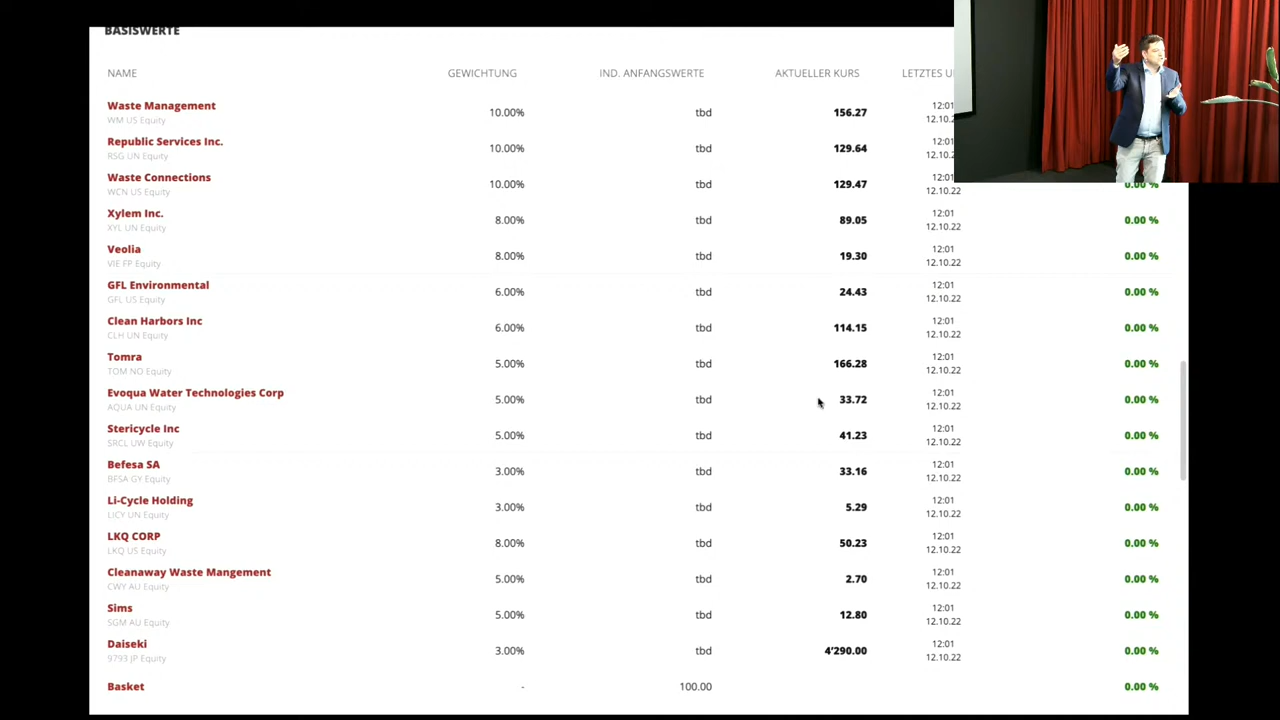 BASISWERTE
NAME GEWICHTUNG IND. ANFANGSWERTE AKTUELLER KURS LETZTES
Waste Management 10.00% tbd 156.27 12:01
WM US Equity 12.10.2
Republic Services Inc. 10.00% tbd 129.64 12:01
RSG UN Equity 12.10.2
Waste Connections 10.00% tbd 129.47 12:01 0.00 %
WCN US Equity 12.10.22
Xylem Inc. 8.00% tbd 89.05 12:01 0.00 %
XYL UN Equity 12.10.22
Veolia 8.00% tbd 19.30 12:01 0.00 %
VIE FP Equity 12.10.22
GFL Environmental 6.00% tbd 24.43 12:01 0.00 %
GFL US Equity 12.10.22
Clean Harbors Inc 6.00% tbd 114.15 12:01 0.00 %
CLH UN Equity 12.10.22
Tomra 5.00% tbd 166.28 12:01 0.00 %
TOM NO Equity 12.10.22
Evoqua Water Technologies Corp 5.00% tbd 33.72 12:01 0.00 %
AQUA UN Equity 12.10.22
Stericycle Inc 5.00% tbd 41.23 12:01 0.00 %
SRCL UW Equity 12.10.22
Befesa SA 3.00% tbd 33.16 12:01 0.00 %
BFSA GY Equity 12.10.22
Li-Cycle Holding 3.00% tbd 5.29 12:01 0.00 %
LICY UN Equity 12.10.22
LKQ CORP 8.00% tbd 50.23 12:01 0.00 %
LKQ US Equity 12.10.22
Cleanaway Waste Mangement 5.00% tbd 2.70 12:01 0.00 %
CWY AU Equity 12.10.22
Sims 5.00% tbd 12.80 12:01 0.00 %
SGM AU Equity 12.10.22
Daiseki 3.00% tbd 4'290.00 12:01 0.00 %
9793 JP Equity 12.10.22
Basket - 100.00 0.00 %